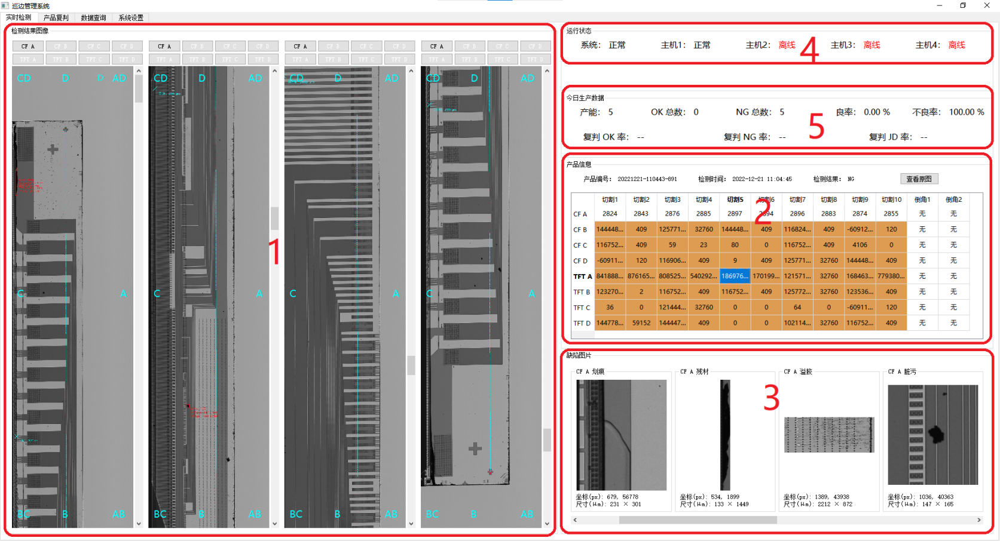 巡边管理系统
实时检测 产品复判 数据查询 系统设置
检测结果图像
CF A CF B CF C CF D CF A CF B CF C CF D CF A CF B CF C CF D CF A CF B CF C CF D
TFT A TFT B TFT C TFT D TFT A TFT B TFT C TFT D TFT A TFT B TFT C TFT D TFT A TFT B TFT C TFT D
CD D D AD CD D AD CD D AD CD D AD
C A C A C A C A
BC B AB BC B AB BC B AB BC B AB
1
运行状态
系统： 正常 主机1： 正常 主机2： 离线 主机3： 离线 主机4： 离线
4
今日生产数据
产能： 5 OK 总数： 0 NG 总数： 5 良率： 0.00 % 不良率： 100.00 %
5
复判 OK 率： -- 复判 NG 率： -- 复判 JD 率： --
产品信息
产品编号： 20221221-110443-891 检测时间： 2022-12-21 11:04:45 检测结果： NG 查看原图
切割1 切割2 切割3 切割4 切割5 切割6 切割7 切割8 切割9 切割10 倒角1 倒角2
2
CF A 2824 2843 2876 2885 2897 2894 2896 2883 2874 2855 无 无
CF B 144448... 409 125771... 32760 144448... 409 116824... 409 -60912... 120 无 无
CF C 116752... 409 59 23 80 0 116752... 409 4106 0 无 无
CF D -60911... 120 116906... 409 9 409 125771... 32760 144448... 409 无 无
TFT A 841888... 876165... 808525... 540292... 186976... 170199... 121571... 32760 168463... 779380... 无 无
TFT B 123270... 2 116752... 409 116752... 409 125772... 32760 123536... 409 无 无
TFT C 36 0 121444... 32760 0 0 64 0 -60911... 120 无 无
TFT D 144778... 59152 144447... 409 0 0 102114... 32760 116752... 409 无 无
缺陷图片
CF A 划痕 CF A 残材 CF A 溢胶 CF A 脏污
3
坐标(px): 679, 56778 坐标(px): 534, 1899 坐标(px): 1389, 43938 坐标(px): 1036, 40363
尺寸(μm): 231 × 301 尺寸(μm): 133 × 1449 尺寸(μm): 2212 × 872 尺寸(μm): 147 × 165